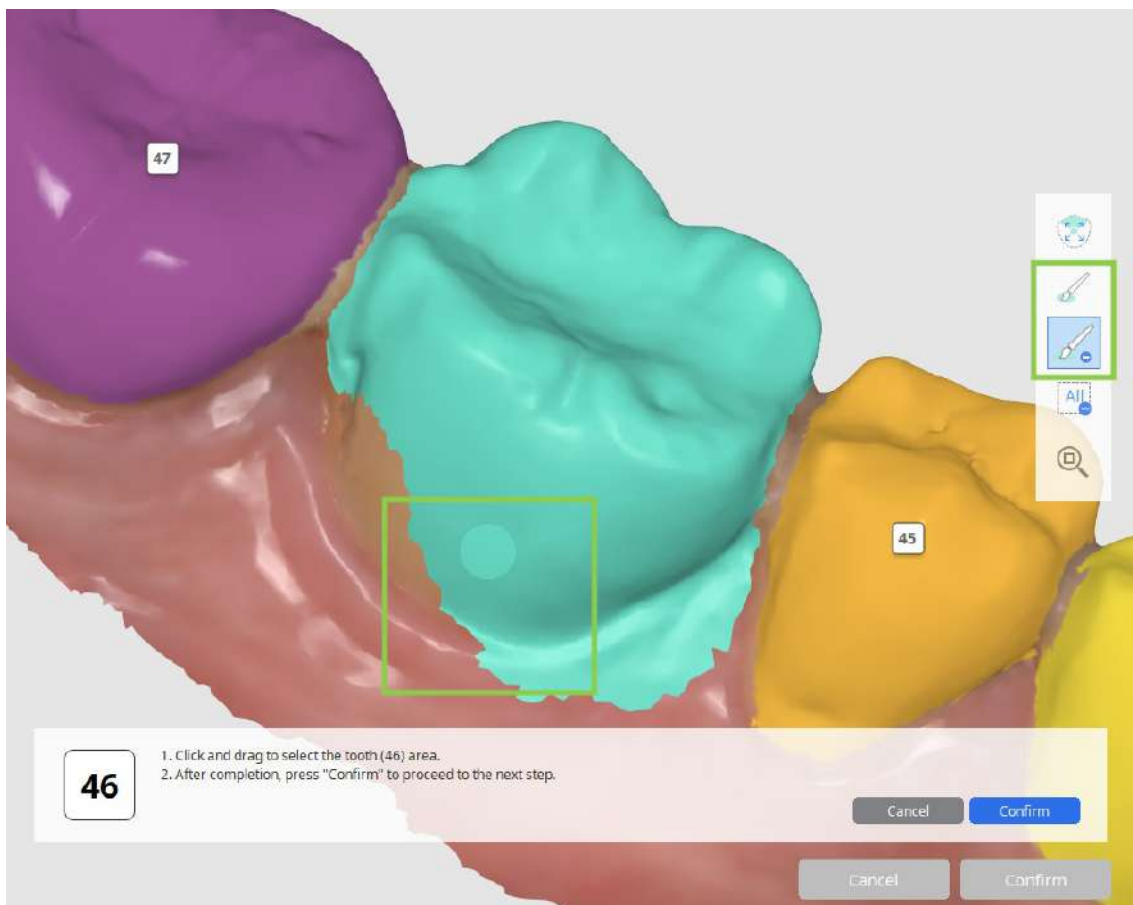 47
All
45
46
1. Click and drag to select the tooth (46) area.
2. After completion, press "Confirm" to proceed to the next step.
Cancel Confirm
Cancel Confirm